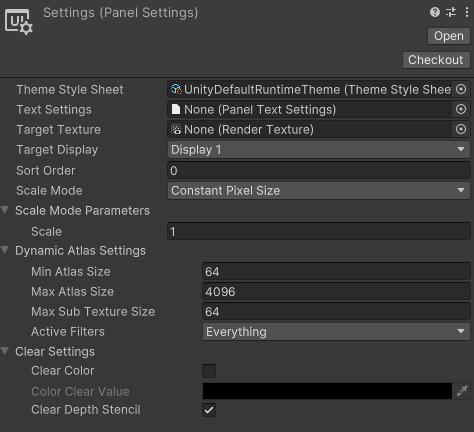 Settings (Panel Settings)
Open
Checkout
Theme Style Sheet UnityDefaultRuntimeTheme (Theme Style Shee
Text Settings None (Panel Text Settings)
Target Texture None (Render Texture)
Target Display Display 1
Sort Order 0
Scale Mode Constant Pixel Size
Scale Mode Parameters
Scale 1
Dynamic Atlas Settings
Min Atlas Size 64
Max Atlas Size 4096
Max Sub Texture Size 64
Active Filters Everything
Clear Settings
Clear Color
Color Clear Value
Clear Depth Stencil